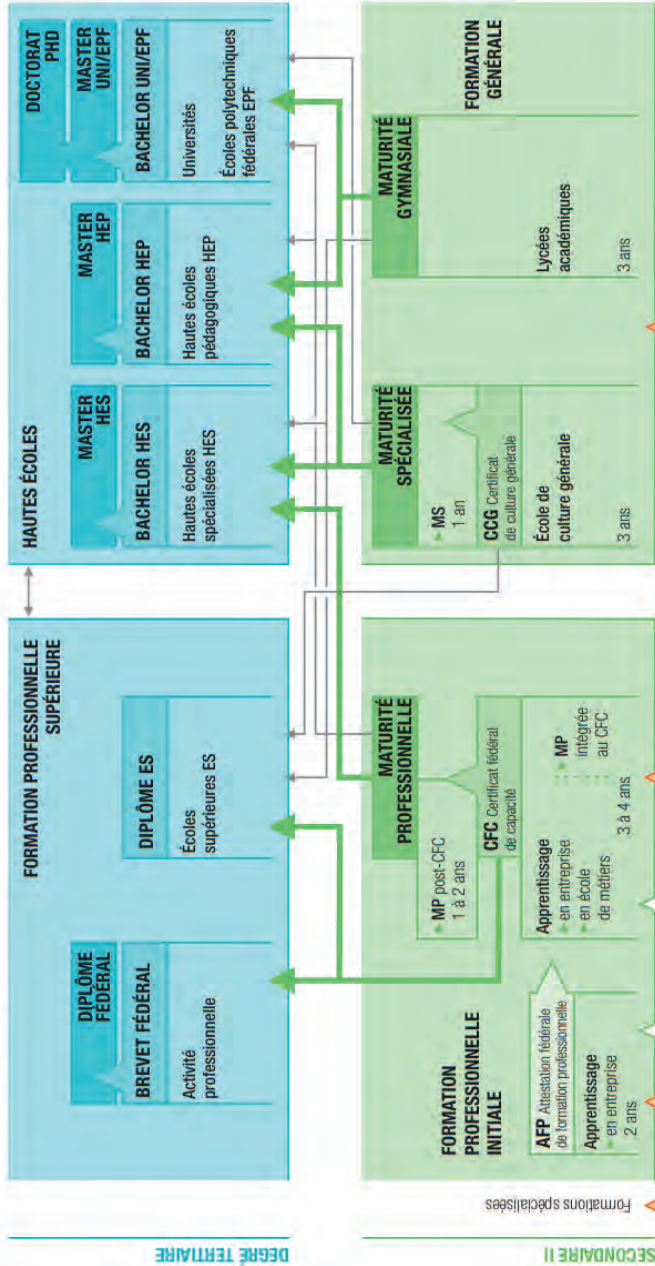 DEGRÉ TERTIAIRE
FORMATION PROFESSIONNELLE
SUPÉRIEURE
DIPLÔME
FÉDÉRAL
BREVET FÉDÉRAL
Activité
professionnelle
DIPLÔME ES
Écoles
supérieures ES
HAUTES ÉCOLES
MASTER
HES
BACHELOR HES
Hautes écoles
spécialisées HES
MASTER
HEP
BACHELOR HEP
Hautes écoles
pédagogiques HEP
DOCTORAT
PHD
MASTER
UNI/EPF
BACHELOR UNI/EPF
Universités
Écoles polytechniques
fédérales EPF
SECONDAIRE II
Formations spécialisées
FORMATION
PROFESSIONNELLE
INITIALE
AFP Attestation fédérale
de formation professionnelle
Apprentissage
en entreprise
2 ans
MATURITÉ
PROFESSIONNELLE
MP post-CFC
1 à 2 ans
CFC Certificat fédéral
de capacité
Apprentissage
en entreprise
en école
de métiers
MP
intégrée
au CFC
3 à 4 ans
MATURITÉ
SPÉCIALISÉE
MS
1 an
CCG Certificat
de culture générale
École de
culture générale
3 ans
MATURITÉ
GYMNASIALE
Lycées
académiques
3 ans
FORMATION
GÉNÉRALE